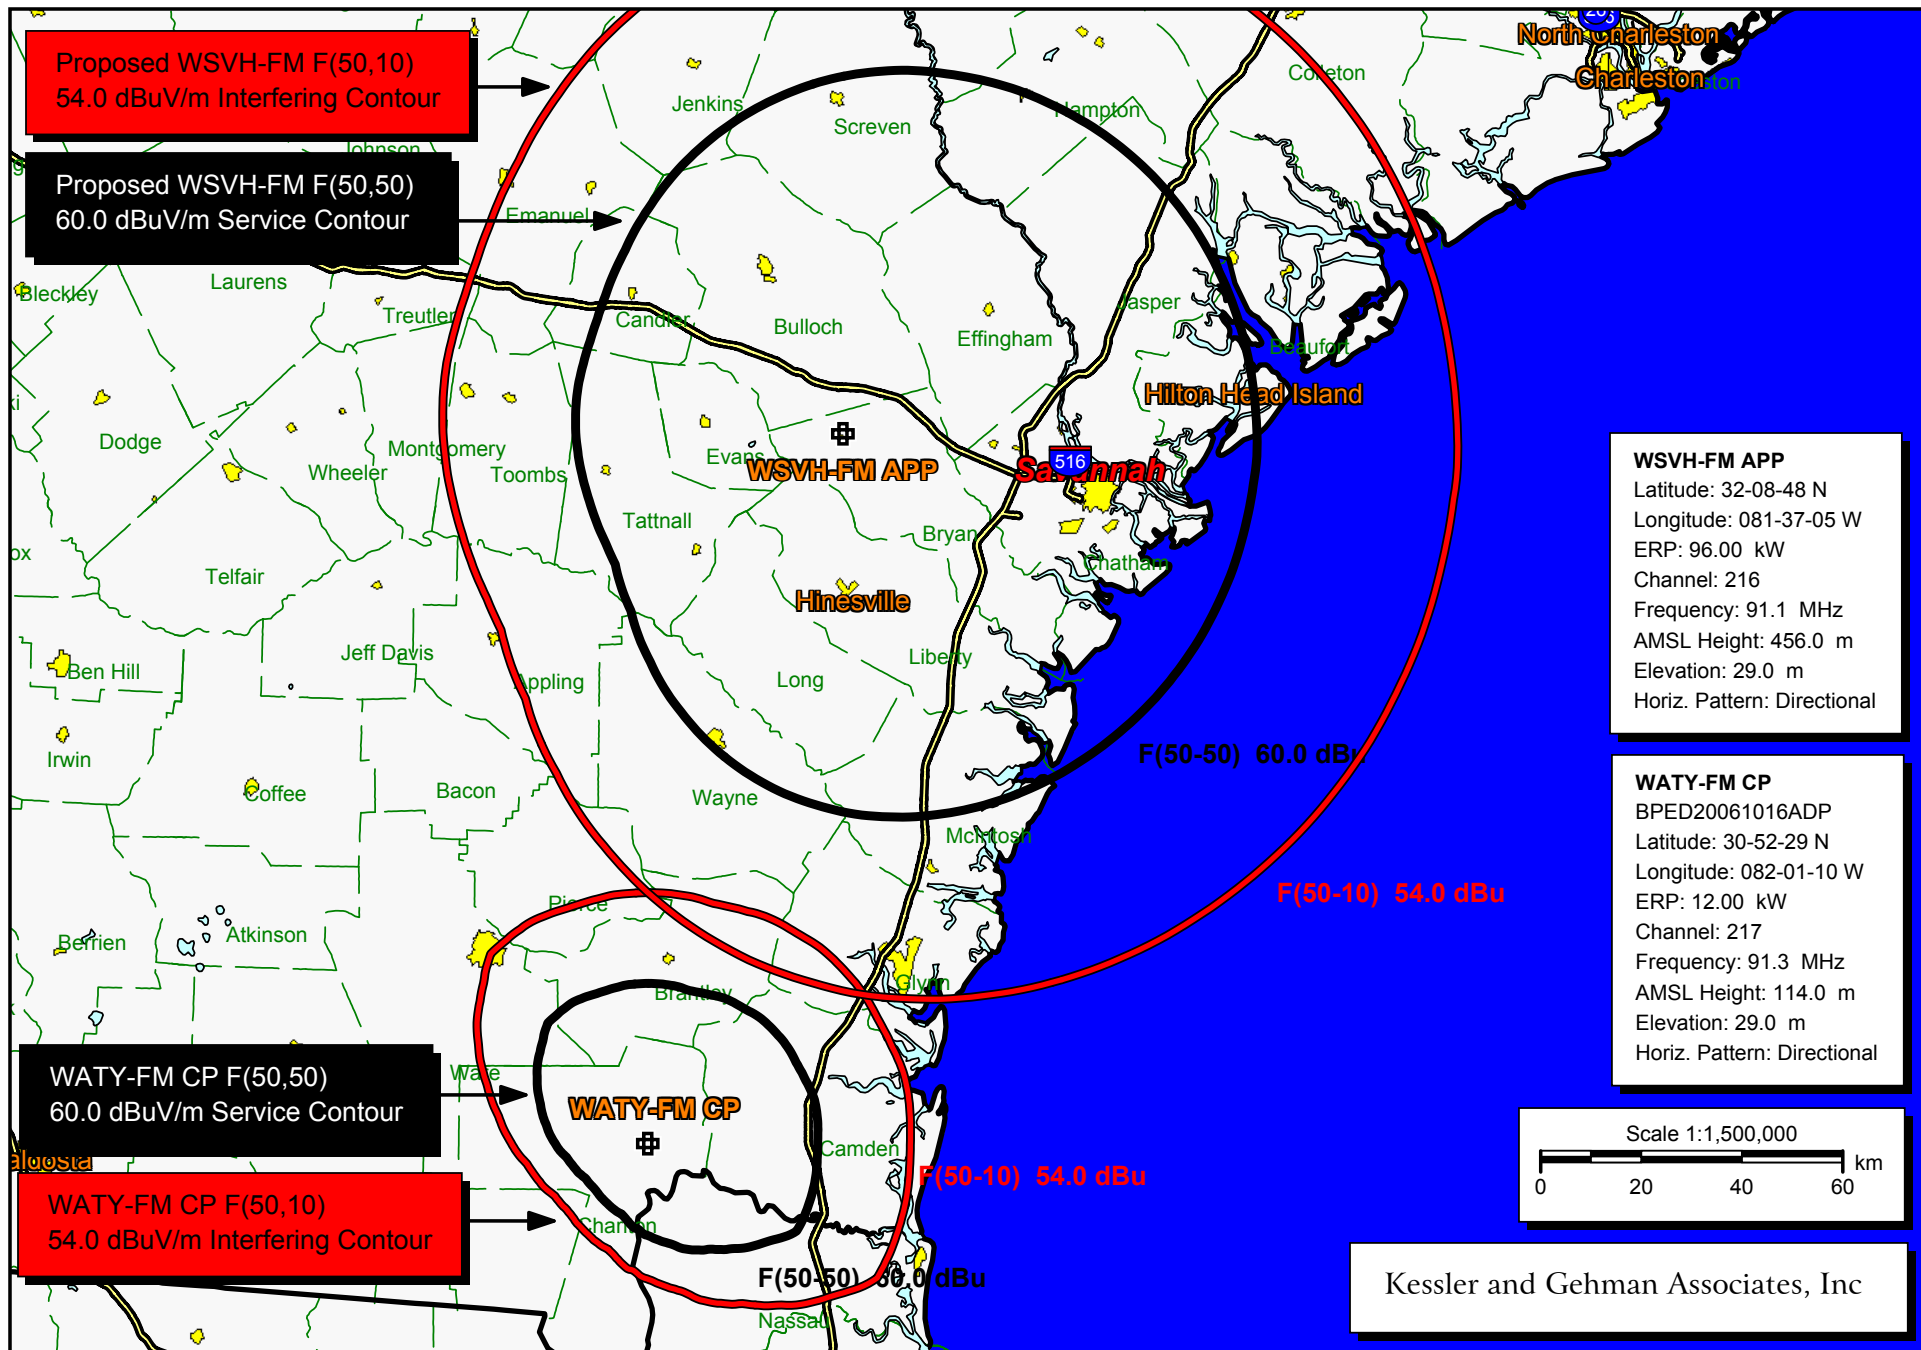 Proposed WSVH-FM F(50,10)
54.0 dBuV/m Interfering Contour
Proposed WSVH-FM F(50,50)
60.0 dBuV/m Service Contour
North Charleston
Charleston
Colleton
Jenkins
Screven
Hampton
Johnson
Emanuel
Laurens
Bleckley
Treutlen
Candler
Bulloch
Effingham
Jasper
Beaufort
Hilton Head Island
Dodge
Wheeler
Montgomery
Toombs
Evans
WSVH-FM APP
Savannah
516
Tattnall
Bryan
Chatham
Telfair
Hinesville
Ben Hill
Jeff Davis
Appling
Long
Liberty
Irwin
Coffee
Bacon
Wayne
McIntosh
F(50-50) 60.0 dBu
F(50-10) 54.0 dBu
Berrien
Atkinson
Pierce
Brantley
Glynn
Ware
WATY-FM CP
Camden
F(50-10) 54.0 dBu
Charlton
F(50-50) 60.0 dBu
Nassau
aldosta
WATY-FM CP F(50,50)
60.0 dBuV/m Service Contour
WATY-FM CP F(50,10)
54.0 dBuV/m Interfering Contour
WSVH-FM APP
Latitude: 32-08-48 N
Longitude: 081-37-05 W
ERP: 96.00 kW
Channel: 216
Frequency: 91.1 MHz
AMSL Height: 456.0 m
Elevation: 29.0 m
Horiz. Pattern: Directional
WATY-FM CP
BPED20061016ADP
Latitude: 30-52-29 N
Longitude: 082-01-10 W
ERP: 12.00 kW
Channel: 217
Frequency: 91.3 MHz
AMSL Height: 114.0 m
Elevation: 29.0 m
Horiz. Pattern: Directional
Scale 1:1,500,000
km
0 20 40 60
Kessler and Gehman Associates, Inc